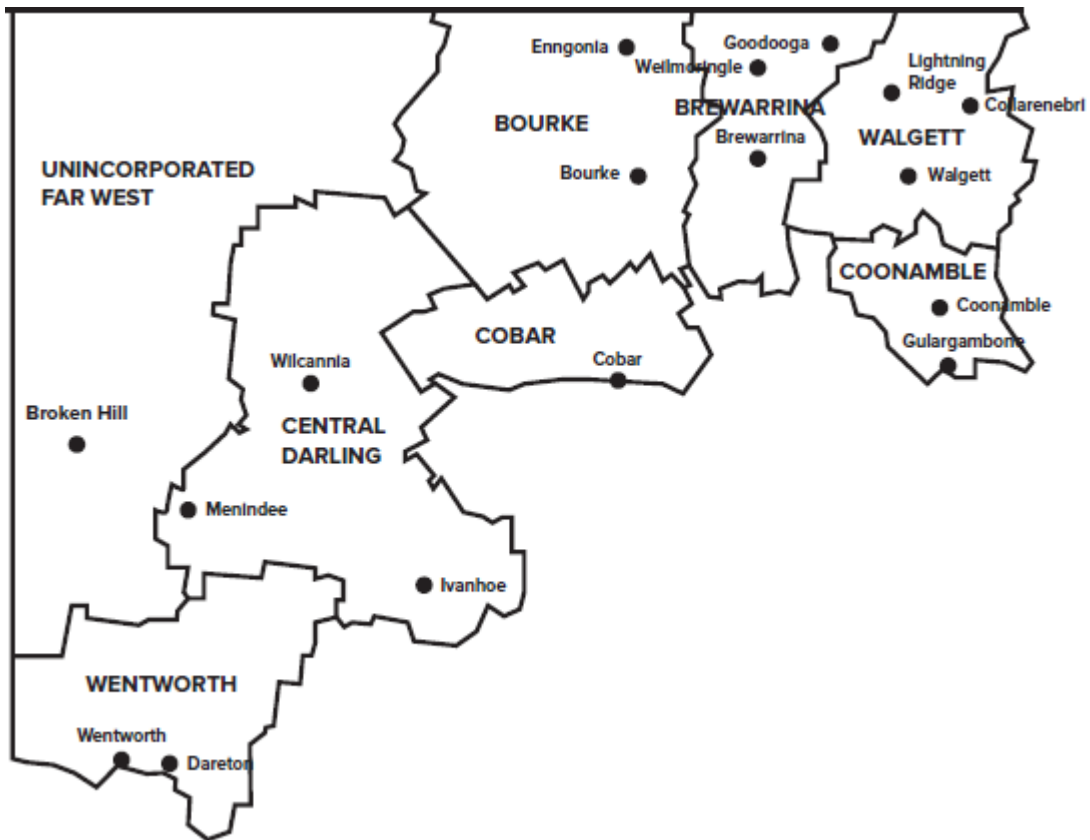 Enngonia
Goodooga
Weilmoringle
Lightning
Ridge
Collarenebri
BREWARRINA
BOURKE
WALGETT
Brewarrina
UNINCORPORATED
FAR WEST
Bourke
Walgett
COONAMBLE
Coonamble
COBAR
Gulargambone
Cobar
Wilcannia
Broken Hill
CENTRAL
DARLING
Menindee
Ivanhoe
WENTWORTH
Wentworth
Dareton